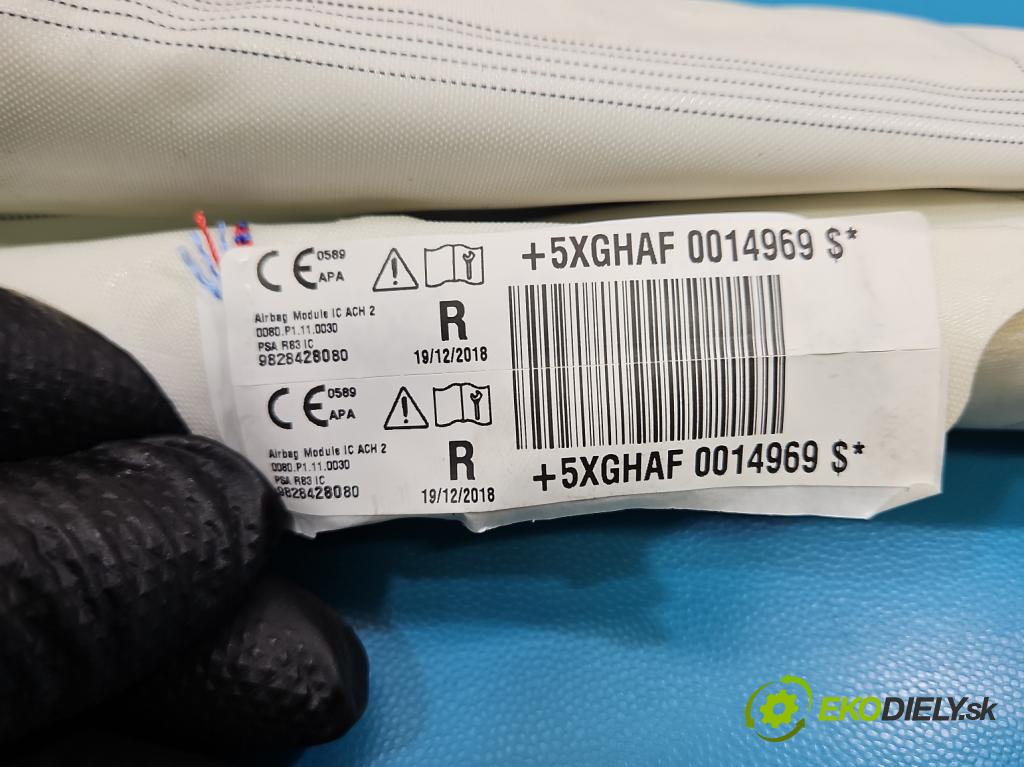 +5XGHAF 0014969 $*
CE 0589
APA
Airbag Module IC ACH 2
0080.P1.11.0030
PSA R83 IC
9828428080
R
19/12/2018
CE 0589
APA
Airbag Module IC ACH 2
0080.P1.11.0030
PSA R83 IC
9828428080
R
19/12/2018
+5XGHAF 0014969 $*
EKODIELY.sk